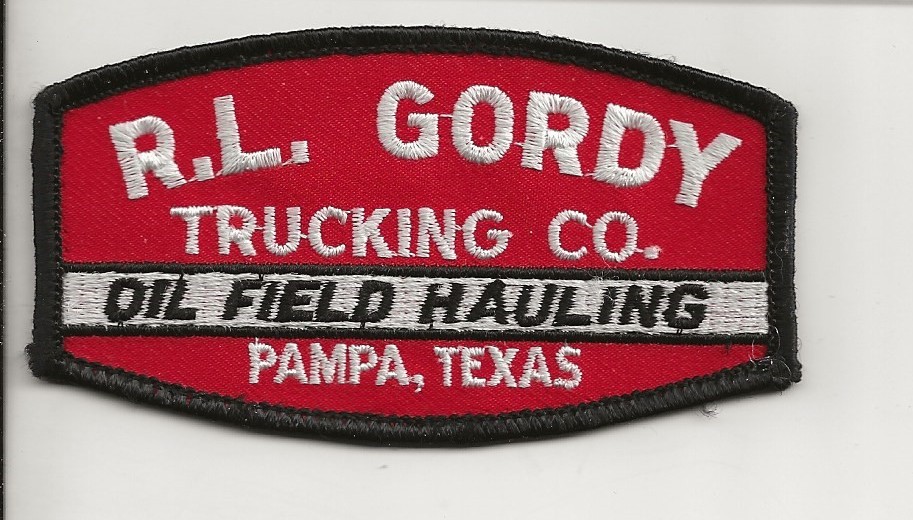 R.L. GORDY
TRUCKING CO.
OIL FIELD HAULING
PAMPA, TEXAS